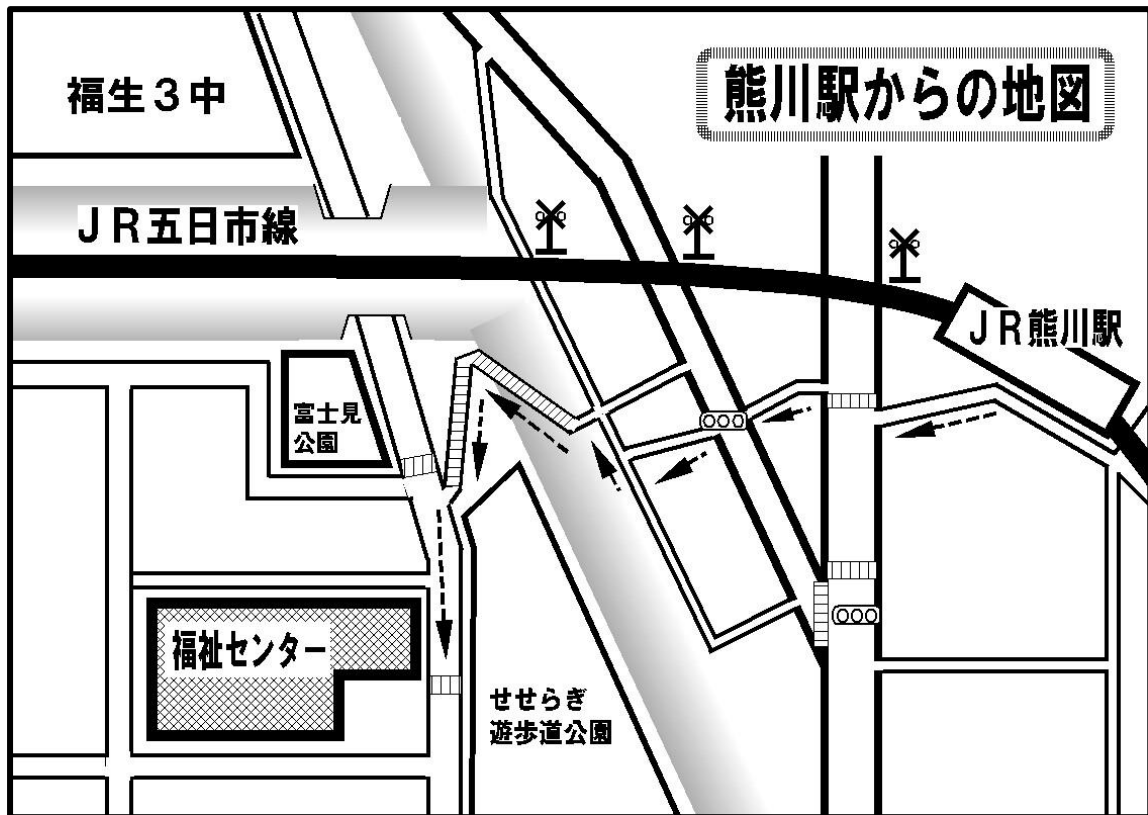 熊川駅からの地図
福生３中
ＪＲ五日市線
ＪＲ熊川駅
富士見
公園
福祉センター
せせらぎ
遊歩道公園